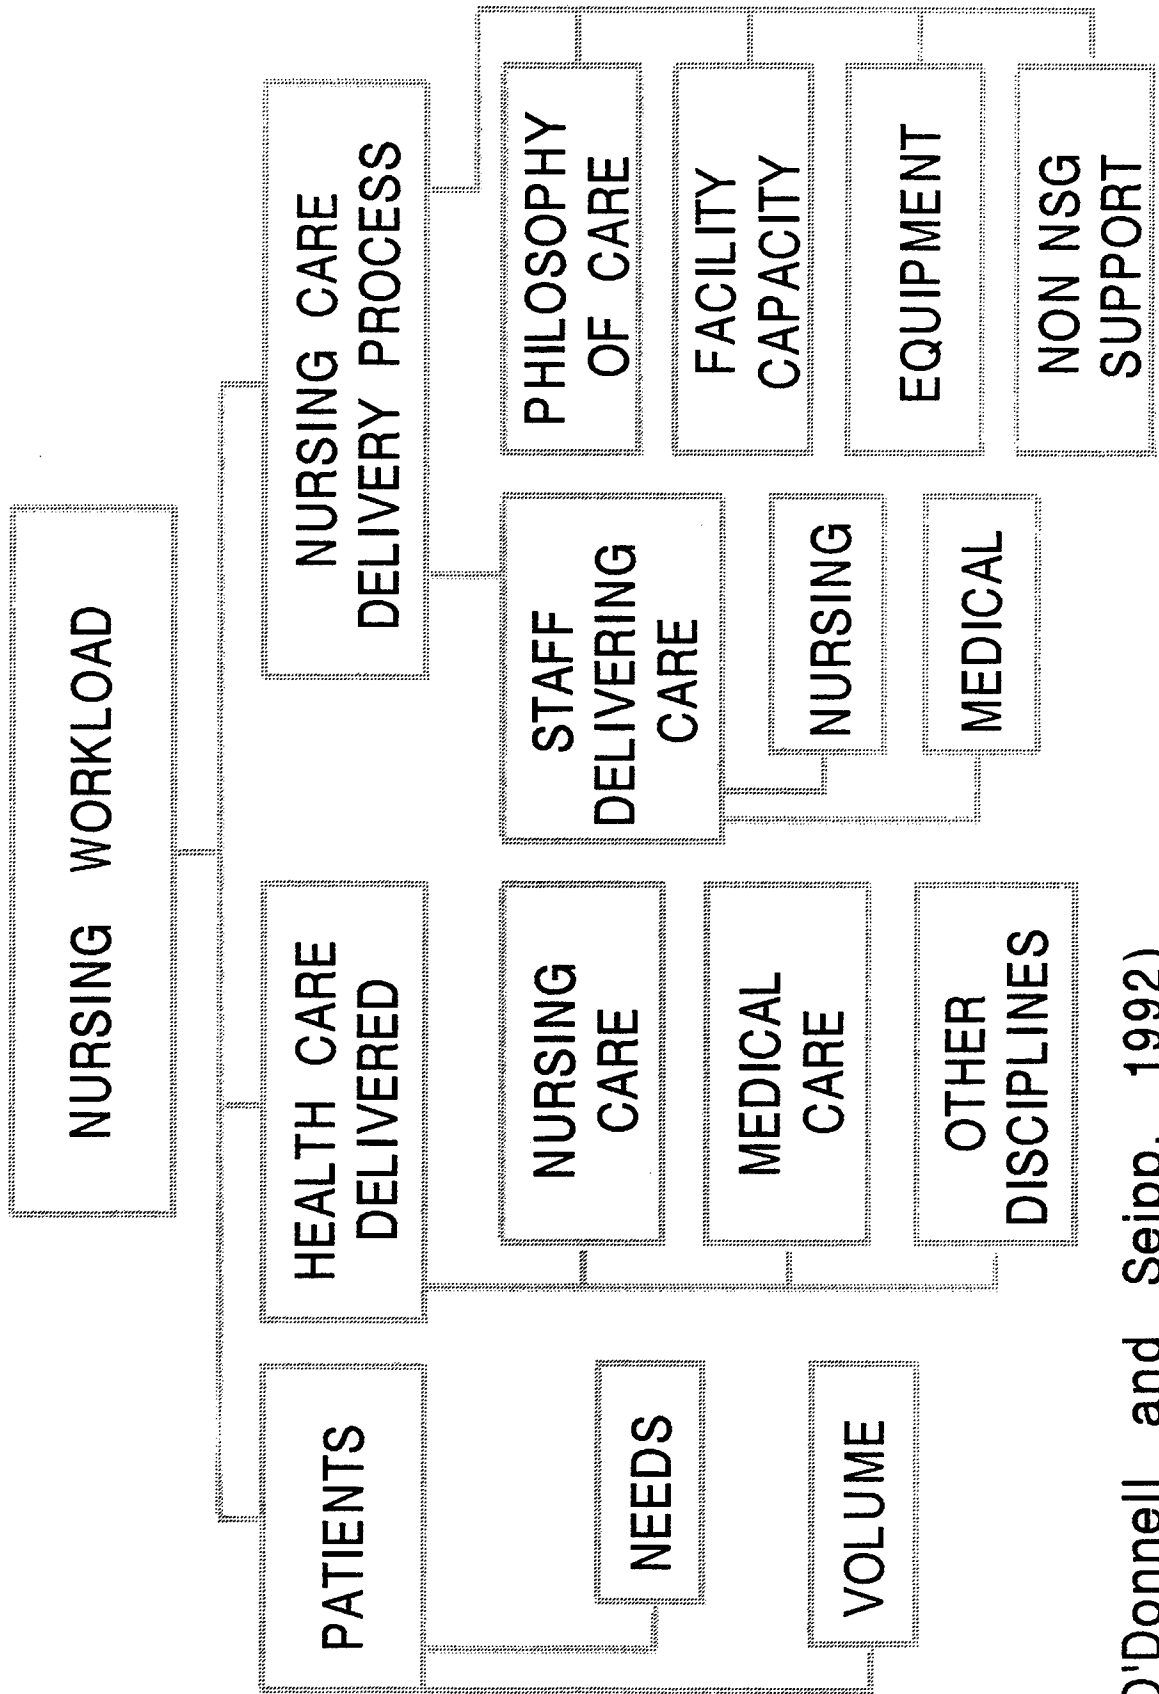 NURSING WORKLOAD
PATIENTS
NEEDS
VOLUME
HEALTH CARE
DELIVERED
NURSING
CARE
MEDICAL
CARE
OTHER
DISCIPLINES
NURSING CARE
DELIVERY PROCESS
STAFF
DELIVERING
CARE
NURSING
MEDICAL
PHILOSOPHY
OF CARE
FACILITY
CAPACITY
EQUIPMENT
NON NSG
SUPPORT
O'Donnell and Seipp, 1992)